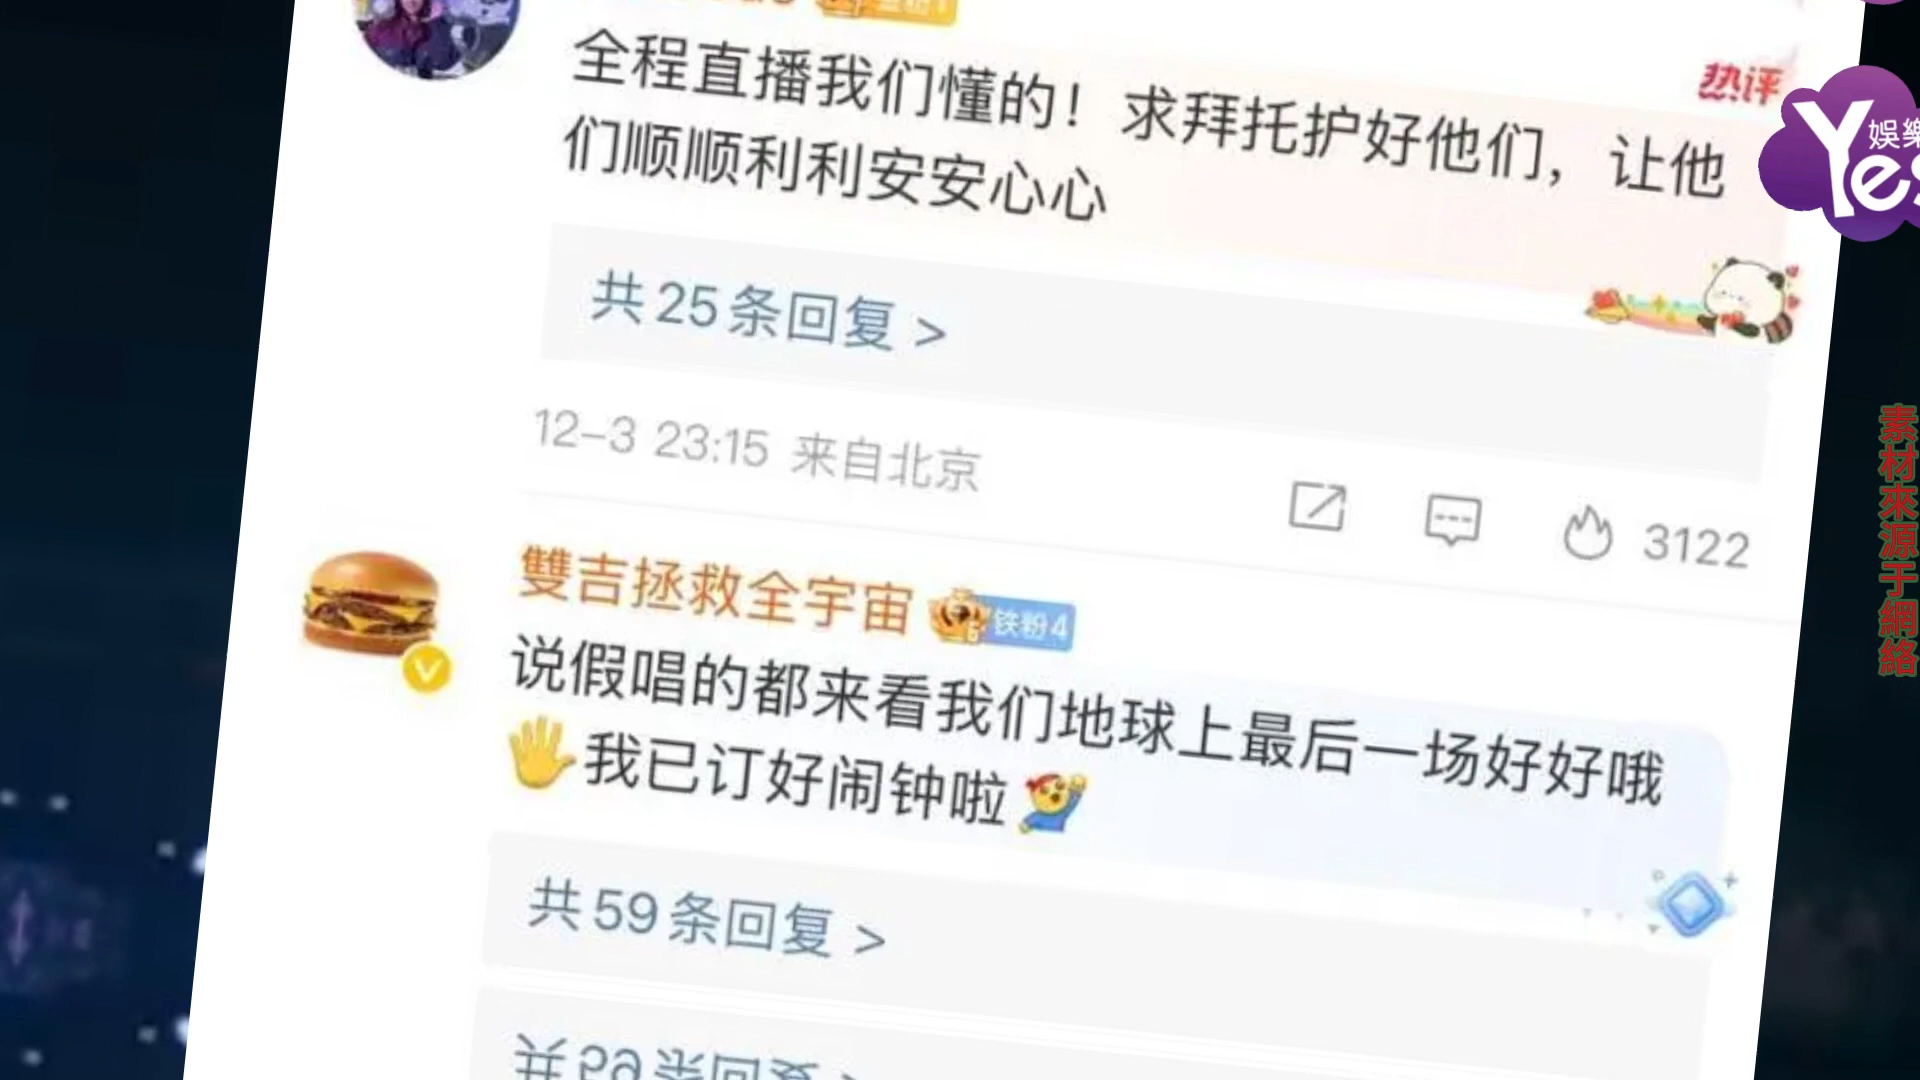 热评
全程直播我们懂的！求拜托护好他们，让他
们顺顺利利安安心心
共25条回复 >
12-3 23:15 来自北京
3122
雙吉拯救全宇宙
铁粉4
说假唱的都来看我们地球上最后一场好好哦
我已订好闹钟啦
共59条回复 >
娛樂
Yes
素材來源于網絡